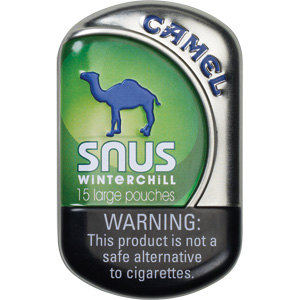 CAMEL
SNUS
WINTERCHILL
15 large pouches
WARNING:
This product is not a
safe alternative
to cigarettes.